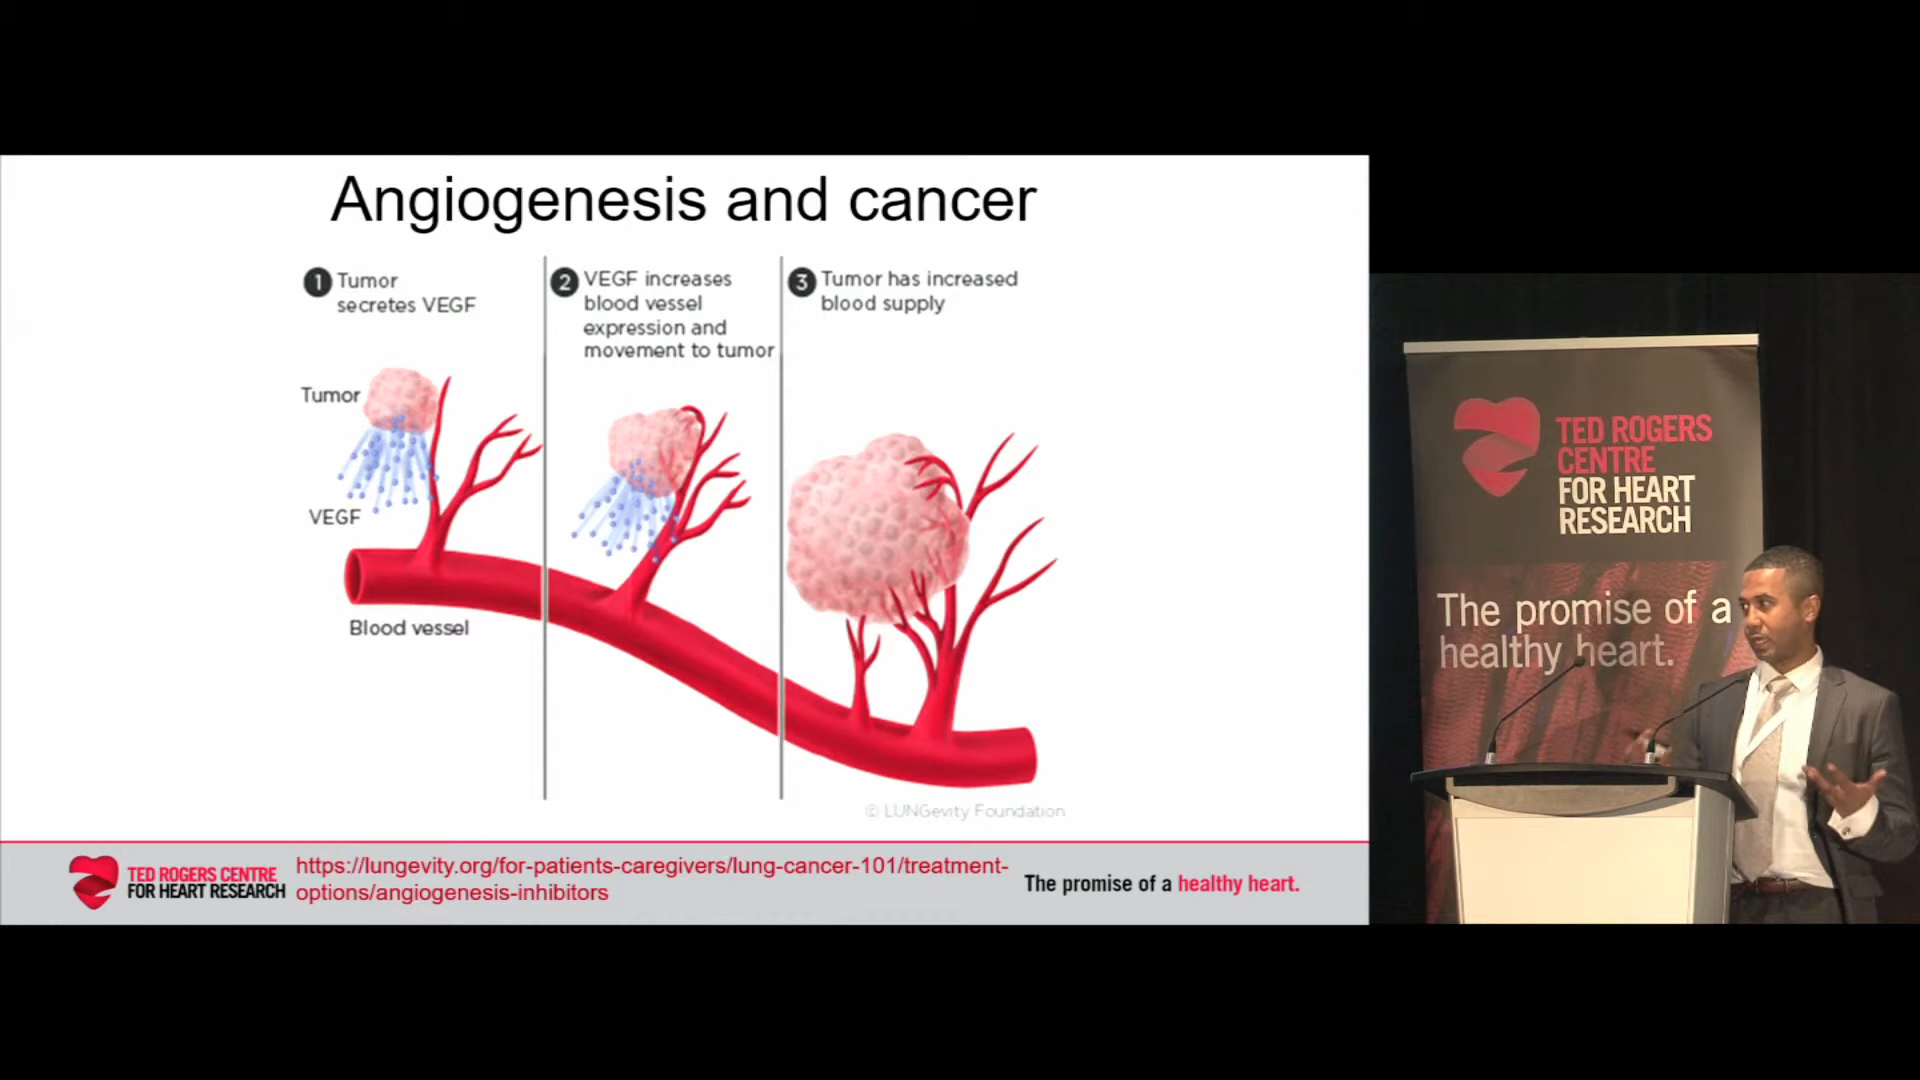 Angiogenesis and cancer
1 Tumor
secretes VEGF
2 VEGF increases
blood vessel
expression and
movement to tumor
3 Tumor has increased
blood supply
Tumor
VEGF
Blood vessel
© LUNGevity Foundation
TED ROGERS CENTRE
FOR HEART RESEARCH
https://lungevity.org/for-patients-caregivers/lung-cancer-101/treatment-
options/angiogenesis-inhibitors
The promise of a healthy heart.
TED ROGERS
CENTRE
FOR HEART
RESEARCH
The promise of a
healthy heart.